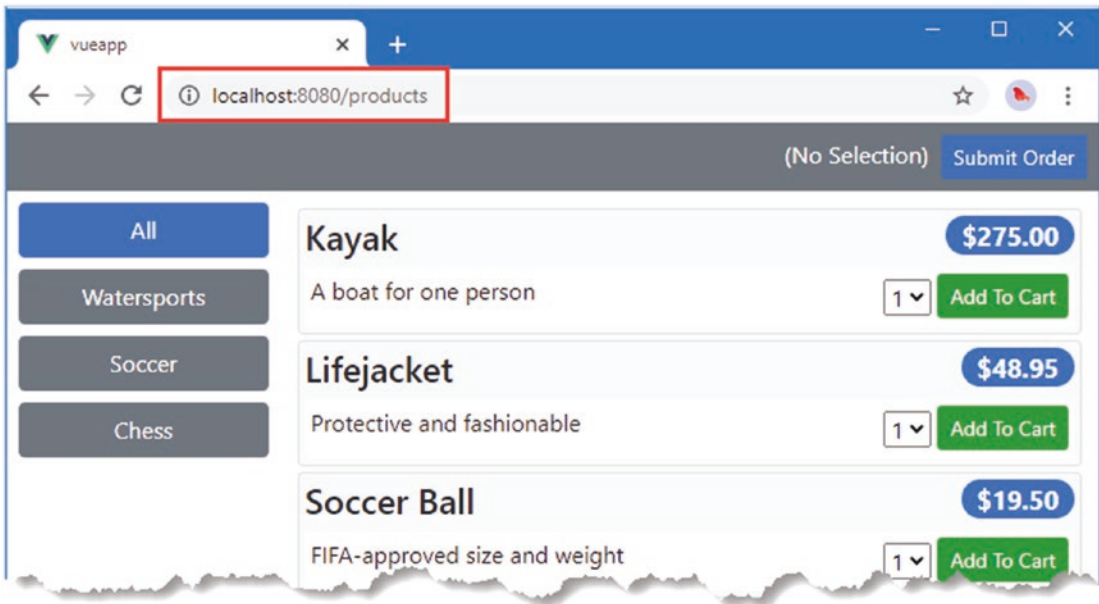 vueapp
localhost:8080/products
(No Selection) Submit Order
All
Watersports
Soccer
Chess
Kayak $275.00
A boat for one person 1 Add To Cart
Lifejacket $48.95
Protective and fashionable 1 Add To Cart
Soccer Ball $19.50
FIFA-approved size and weight 1 Add To Cart